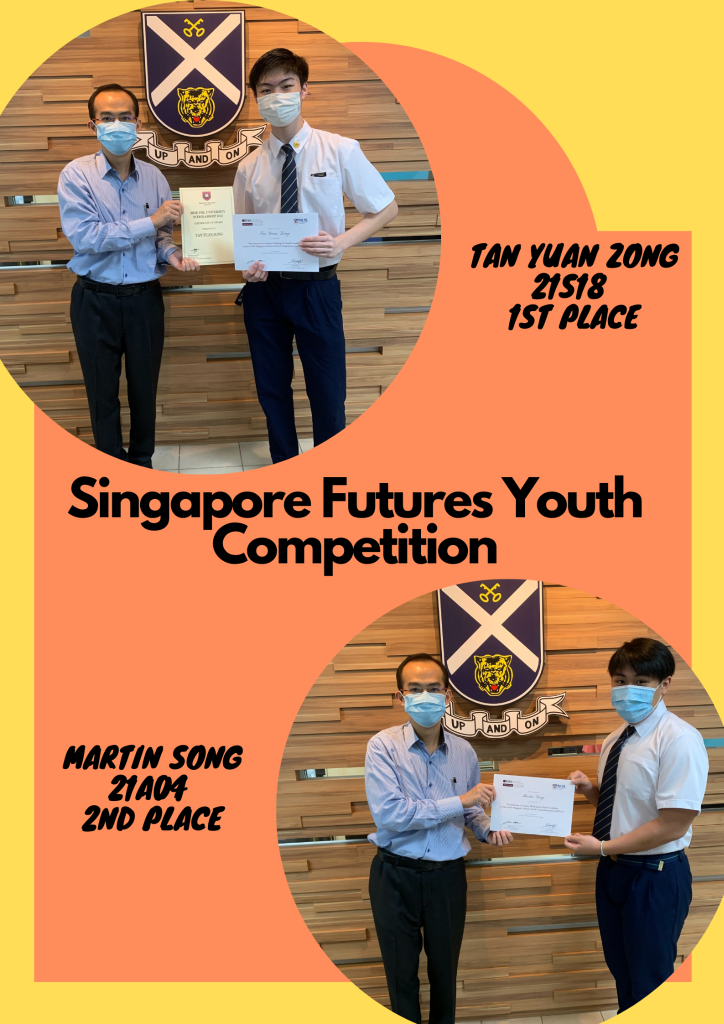 UP AND ON
TAN YUAN ZONG
21S18
1ST PLACE
Singapore Futures Youth
Competition
UP AND ON
MARTIN SONG
21A04
2ND PLACE